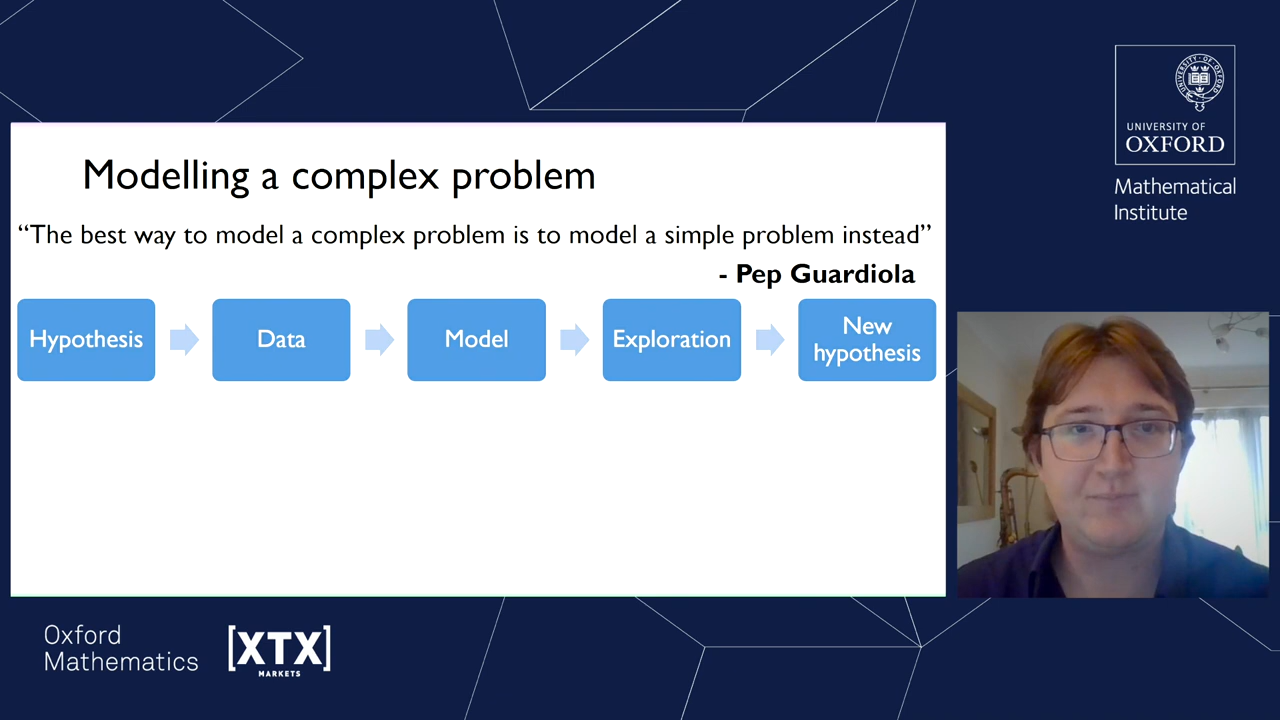 UNIVERSITY OF
OXFORD
Mathematical
Institute
Modelling a complex problem
“The best way to model a complex problem is to model a simple problem instead”
- Pep Guardiola
Hypothesis
Data
Model
Exploration
New
hypothesis
Oxford
Mathematics
[XTX]
MARKETS